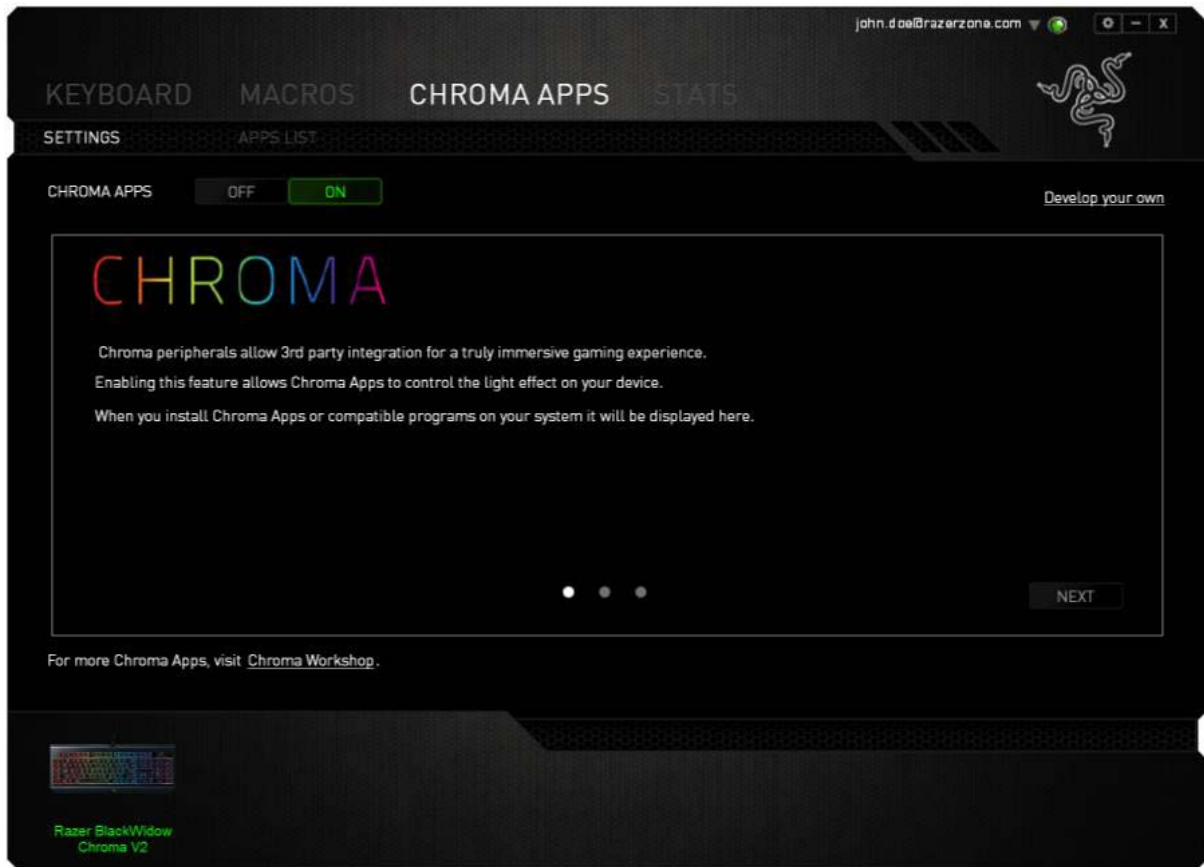 john.doe@razerzone.com
KEYBOARD MACROS CHROMA APPS STATS
SETTINGS APPS LIST
CHROMA APPS OFF ON
Develop your own
CHROMA
Chroma peripherals allow 3rd party integration for a truly immersive gaming experience.
Enabling this feature allows Chroma Apps to control the light effect on your device.
When you install Chroma Apps or compatible programs on your system it will be displayed here.
NEXT
For more Chroma Apps, visit Chroma Workshop.
Razer BlackWidow
Chroma V2